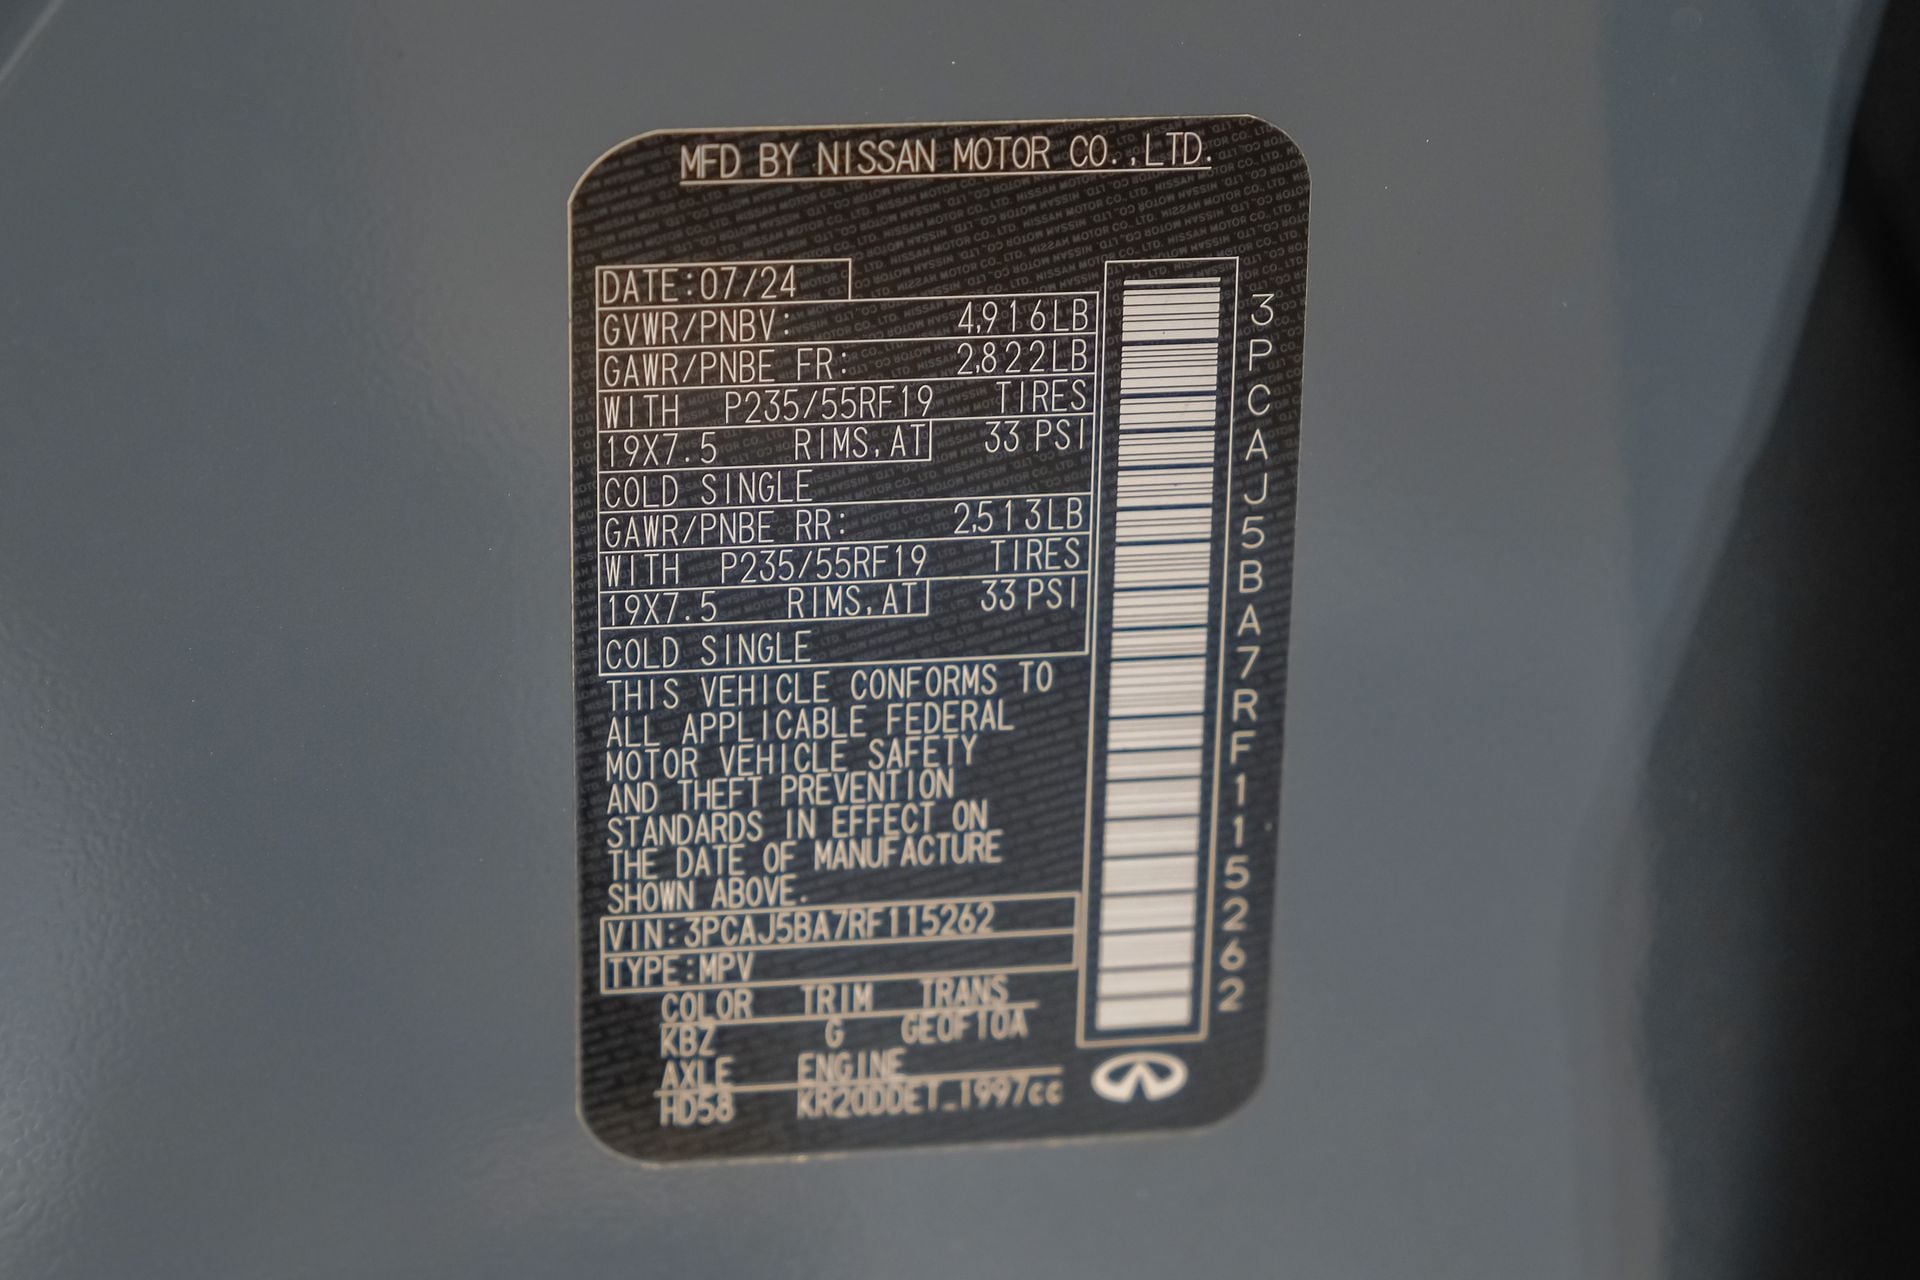 MFD BY NISSAN MOTOR CO.,LTD.
DATE:07/24
GVWR/PNBV: 4,916LB
GAWR/PNBE FR: 2,822LB
WITH P235/55RF19 TIRES
19X7.5 RIMS,AT 33 PSI
COLD SINGLE
GAWR/PNBE RR: 2,513LB
WITH P235/55RF19 TIRES
19X7.5 RIMS,AT 33 PSI
COLD SINGLE
THIS VEHICLE CONFORMS TO
ALL APPLICABLE FEDERAL
MOTOR VEHICLE SAFETY
AND THEFT PREVENTION
STANDARDS IN EFFECT ON
THE DATE OF MANUFACTURE
SHOWN ABOVE.
VIN:3PCAJ5BA7RF115262
TYPE:MPV
COLOR TRIM TRANS
KBZ G GE0F10A
AXLE ENGINE
HD58 KR20DDET_1997cc
3PCAJ5BA7RF115262